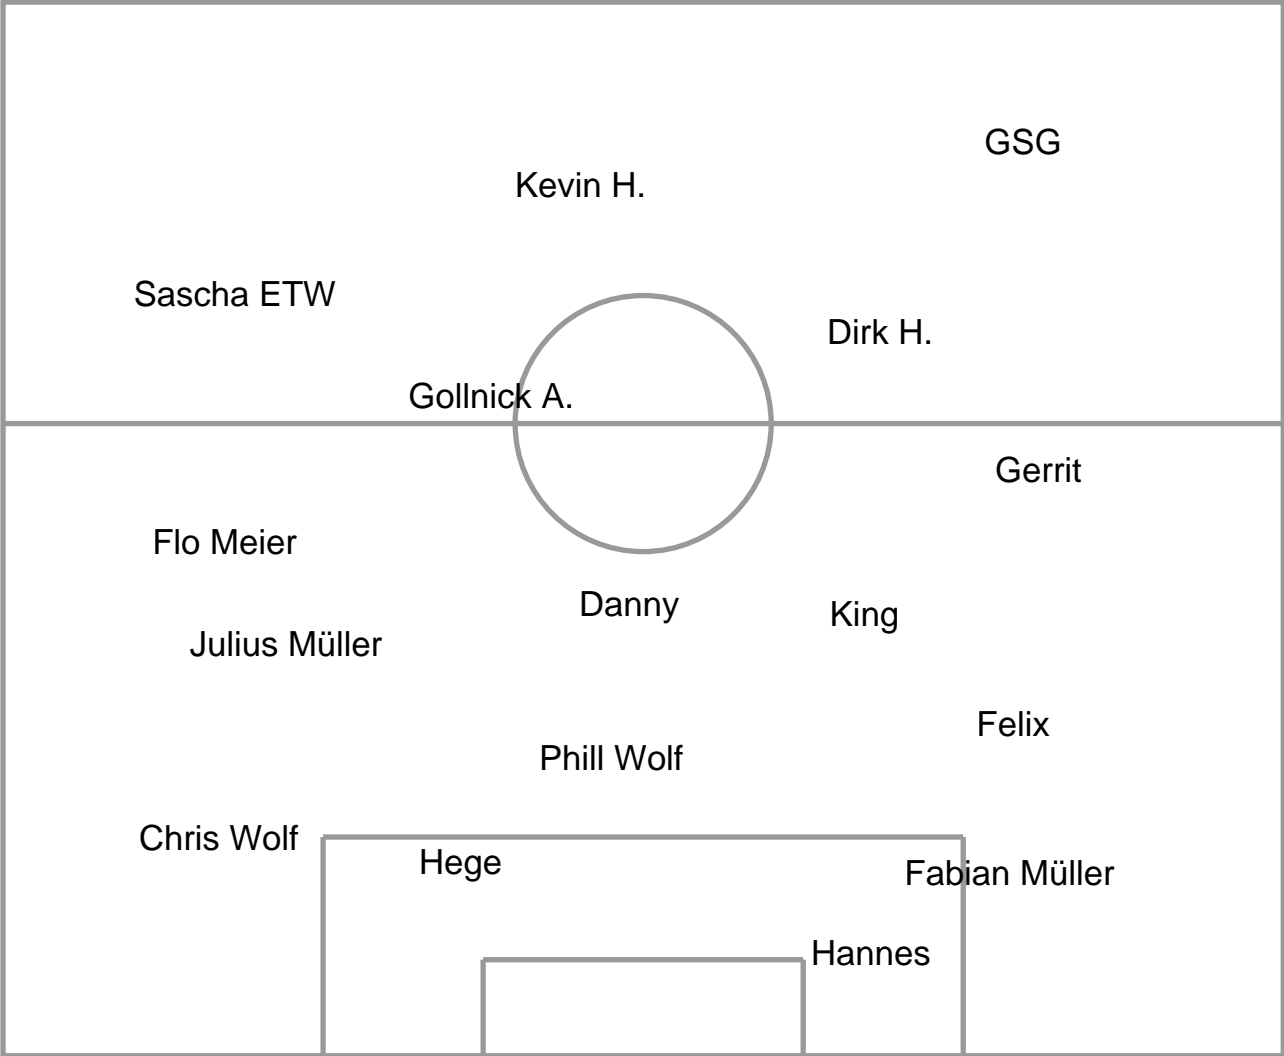 GSG
Kevin H.
Sascha ETW
Dirk H.
Gollnick A.
Gerrit
Flo Meier
Danny
King
Julius Müller
Felix
Phill Wolf
Chris Wolf
Hege
Fabian Müller
Hannes